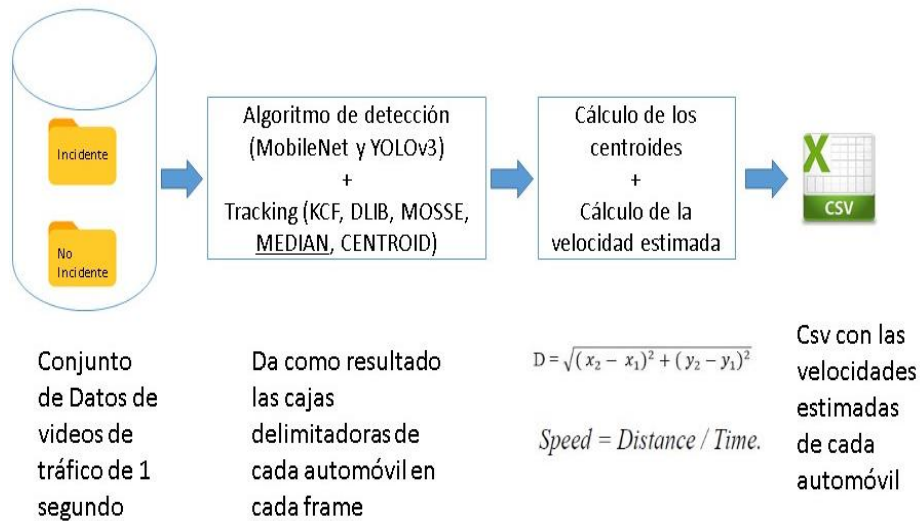 Incidente
No
Incidente
Algoritmo de detección
(MobileNet y YOLOv3)
+
Tracking (KCF, DLIB, MOSSE,
MEDIAN, CENTROID)
Cálculo de los
centroides
+
Cálculo de la
velocidad estimada
X
CSV
Conjunto
de Datos de
videos de
tráfico de 1
segundo
Da como resultado
las cajas
delimitadoras de
cada automóvil en
cada frame
D = √(x₂ − x₁)² + (y₂ − y₁)²
Speed = Distance / Time.
Csv con las
velocidades
estimadas
de cada
automóvil